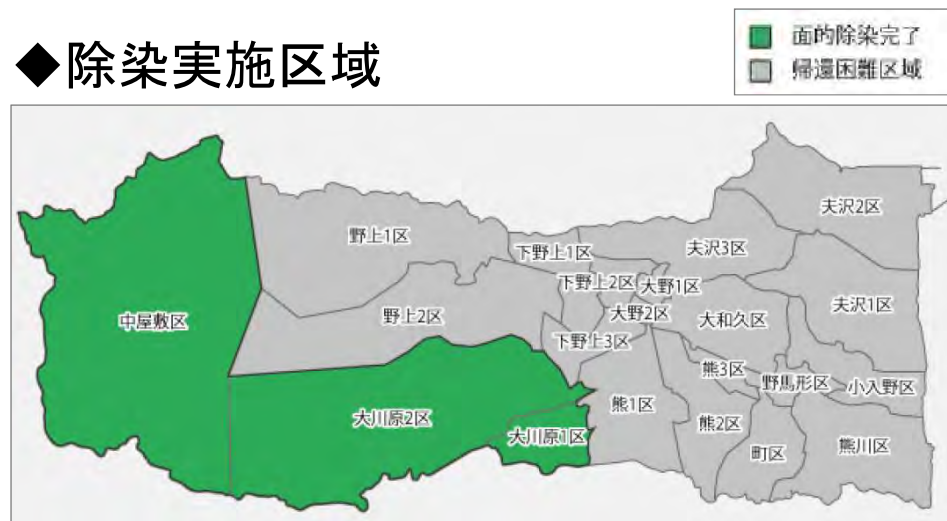 ◆除染実施区域
面的除染完了
帰還困難区域
夫沢2区
野上1区
下野上1区
夫沢3区
下野上2区
大野1区
夫沢1区
中屋敷区
野上2区
大野2区
大和久区
下野上3区
熊3区
野馬形区
小入野区
大川原2区
熊1区
熊2区
大川原1区
町区
熊川区